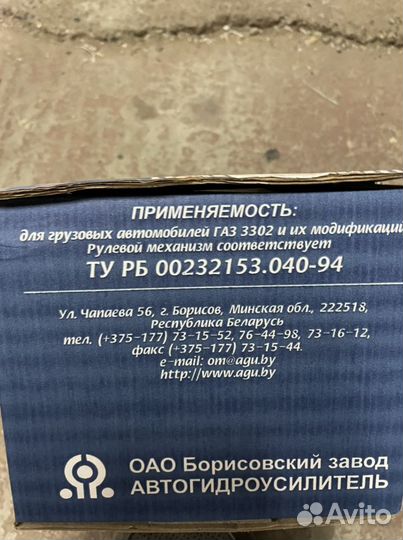 ПРИМЕНЯЕМОСТЬ:
для грузовых автомобилей ГАЗ 3302 и их модификаций
Рулевой механизм соответствует
ТУ РБ 00232153.040-94
Ул. Чапаева 56, г. Борисов, Минская обл., 222518,
Республика Беларусь
тел. (+375-177) 73-15-52, 76-44-98, 73-16-12,
факс (+375-177) 73-15-44.
e-mail: om@agu.by
http://www.agu.by
ОАО Борисовский завод
АВТОГИДРОУСИЛИТЕЛЬ
Avito